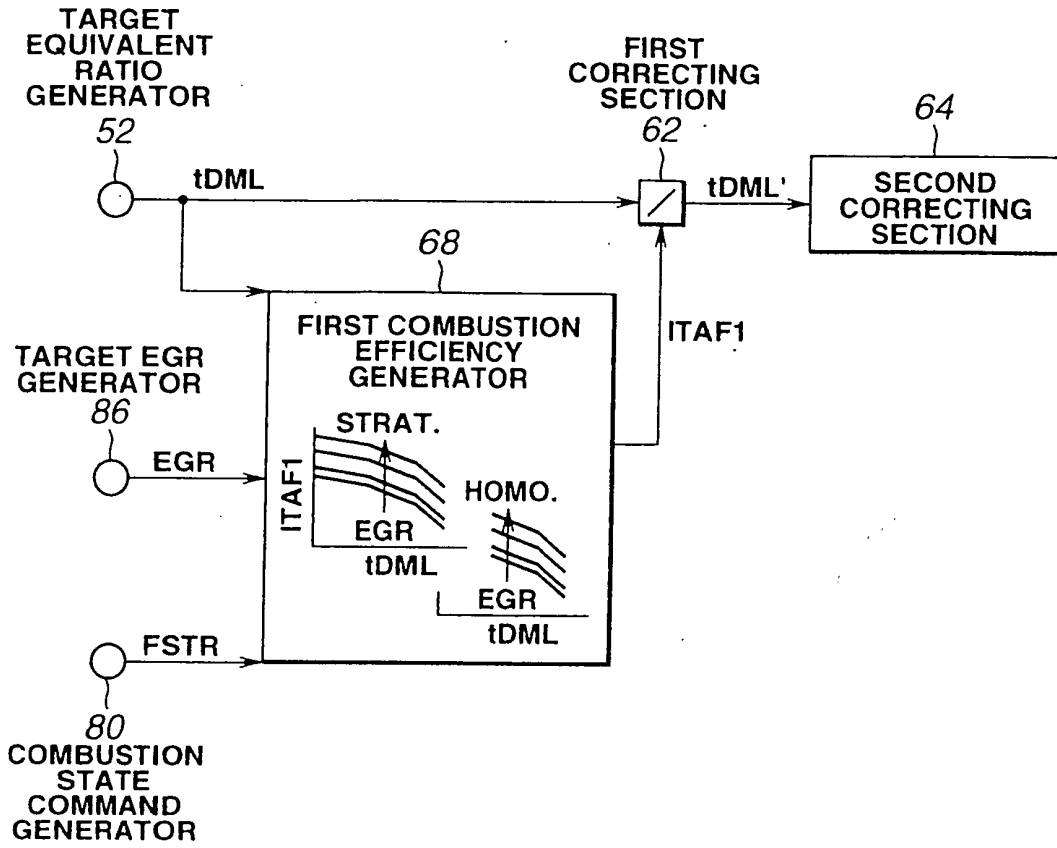 TARGET
EQUIVALENT
RATIO
GENERATOR
52
tDML
FIRST
CORRECTING
SECTION
62
tDML'
64
SECOND
CORRECTING
SECTION
68
FIRST COMBUSTION
EFFICIENCY
GENERATOR
ITAF1
TARGET EGR
GENERATOR
86
EGR
STRAT.
ITAF1
EGR
tDML
HOMO.
EGR
tDML
FSTR
80
COMBUSTION
STATE
COMMAND
GENERATOR